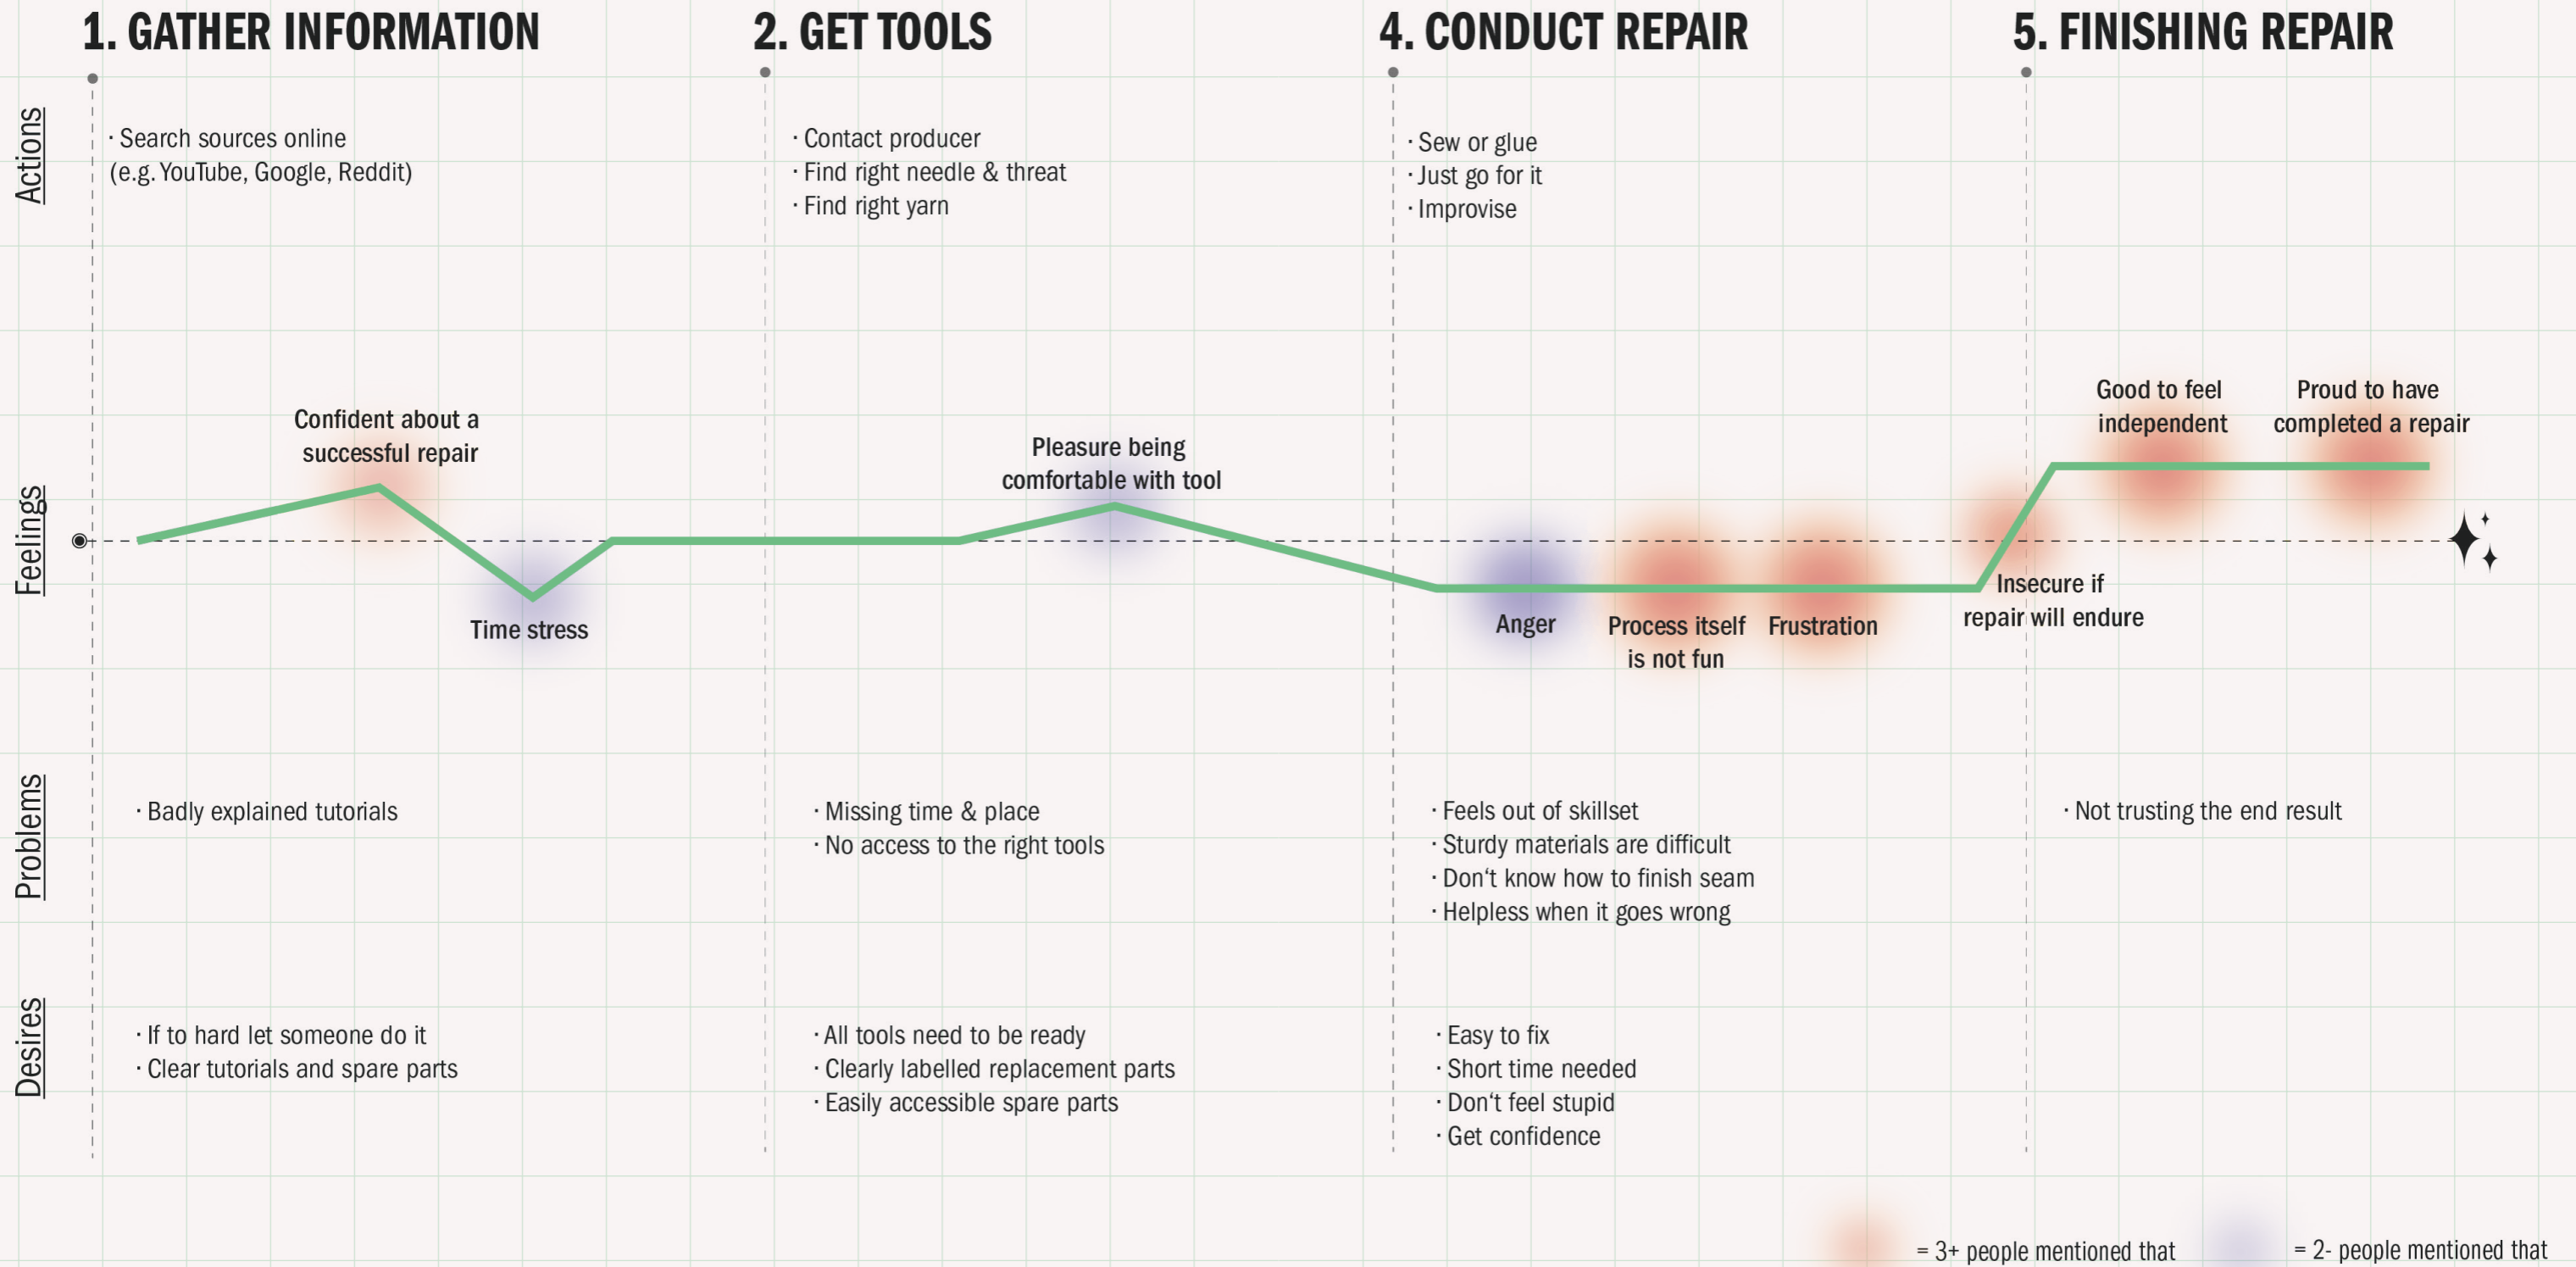 1. GATHER INFORMATION
2. GET TOOLS
4. CONDUCT REPAIR
5. FINISHING REPAIR
Actions
· Search sources online
(e.g. YouTube, Google, Reddit)
· Contact producer
· Find right needle & threat
· Find right yarn
· Sew or glue
· Just go for it
· Improvise
Feelings
Confident about a
successful repair
Time stress
Pleasure being
comfortable with tool
Anger
Process itself
is not fun
Frustration
Insecure if
repair will endure
Good to feel
independent
Proud to have
completed a repair
Problems
· Badly explained tutorials
· Missing time & place
· No access to the right tools
· Feels out of skillset
· Sturdy materials are difficult
· Don‘t know how to finish seam
· Helpless when it goes wrong
· Not trusting the end result
Desires
· If to hard let someone do it
· Clear tutorials and spare parts
· All tools need to be ready
· Clearly labelled replacement parts
· Easily accessible spare parts
· Easy to fix
· Short time needed
· Don‘t feel stupid
· Get confidence
= 3+ people mentioned that
= 2- people mentioned that